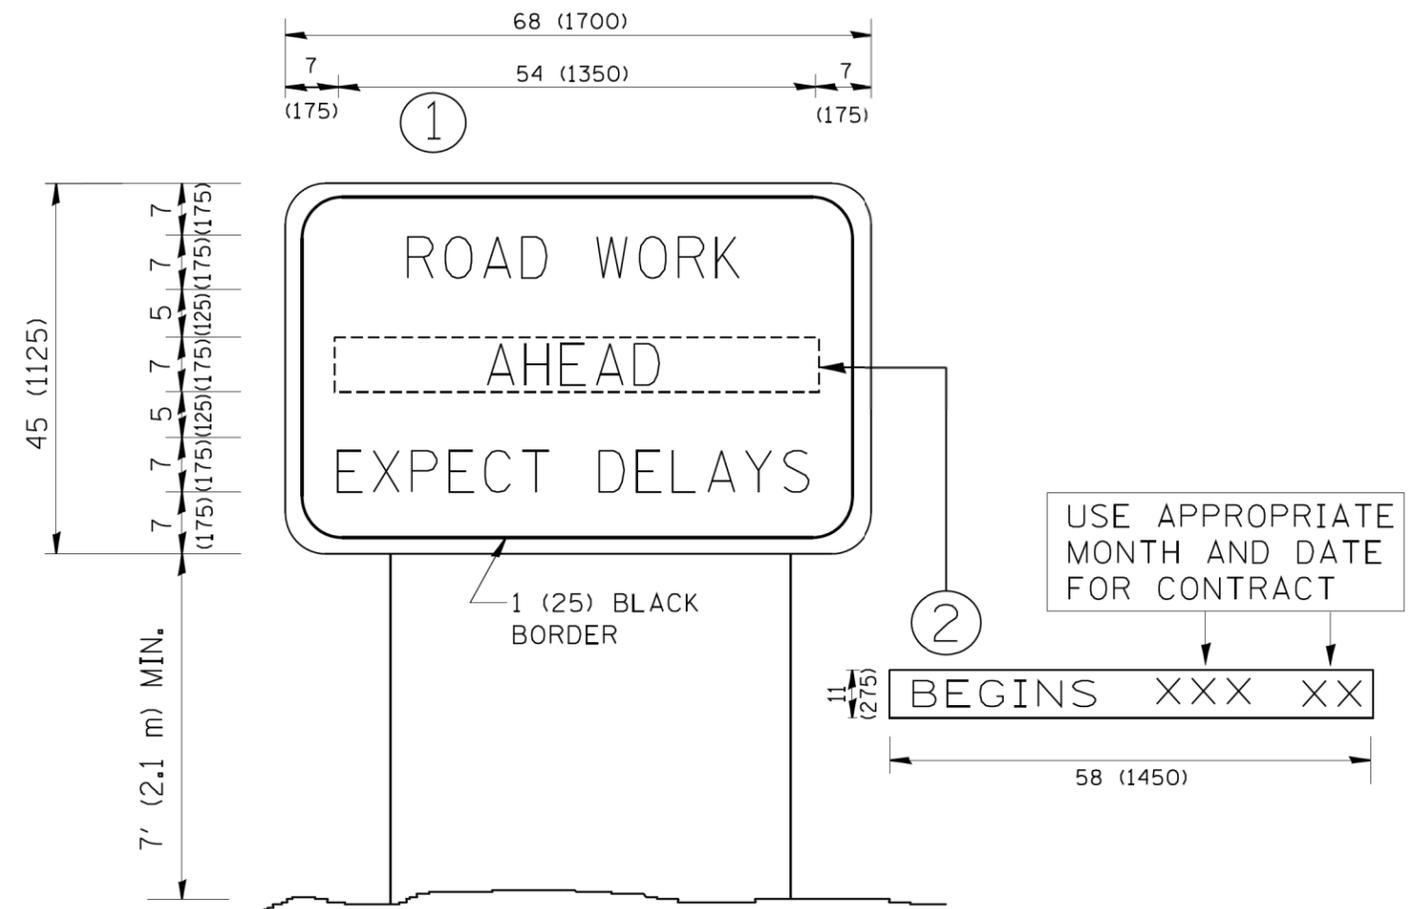 68 (1700)
7
54 (1350)
7
(175)
(175)
1
7
(175)
7
(175)
5
(125)
7
(175)
5
(125)
7
(175)
7
(175)
45 (1125)
ROAD WORK
AHEAD
EXPECT DELAYS
1 (25) BLACK
BORDER
7' (2.1 m) MIN.
USE APPROPRIATE
MONTH AND DATE
FOR CONTRACT
2
11
(275)
BEGINS XXX XX
58 (1450)